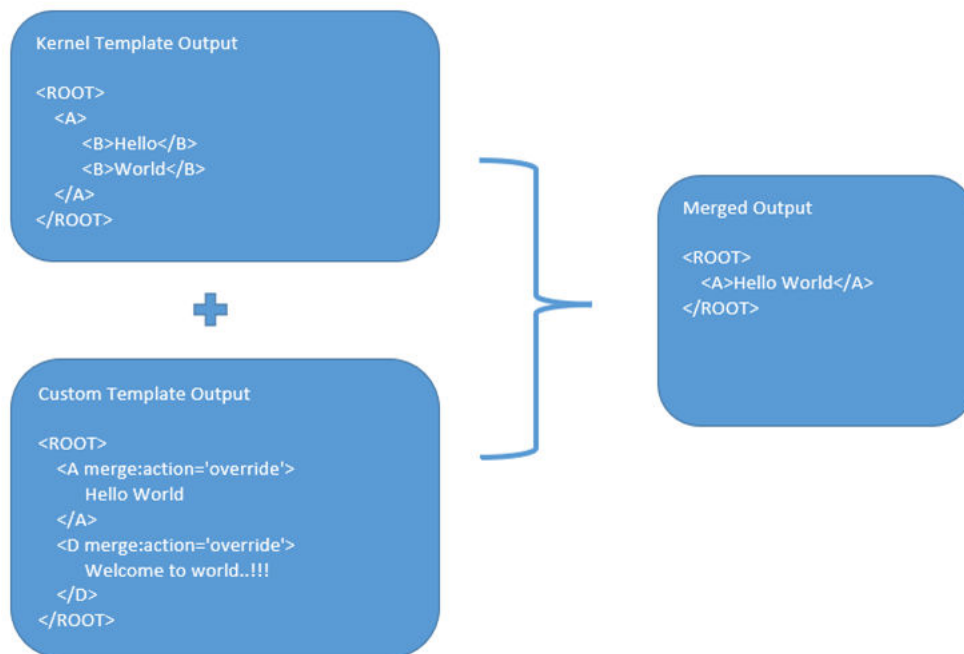 Kernel Template Output
<ROOT>
<A>
<B>Hello</B>
<B>World</B>
</A>
</ROOT>
Custom Template Output
<ROOT>
<A merge:action='override'>
Hello World
</A>
<D merge:action='override'>
Welcome to world..!!!
</D>
</ROOT>
Merged Output
<ROOT>
<A>Hello World</A>
</ROOT>